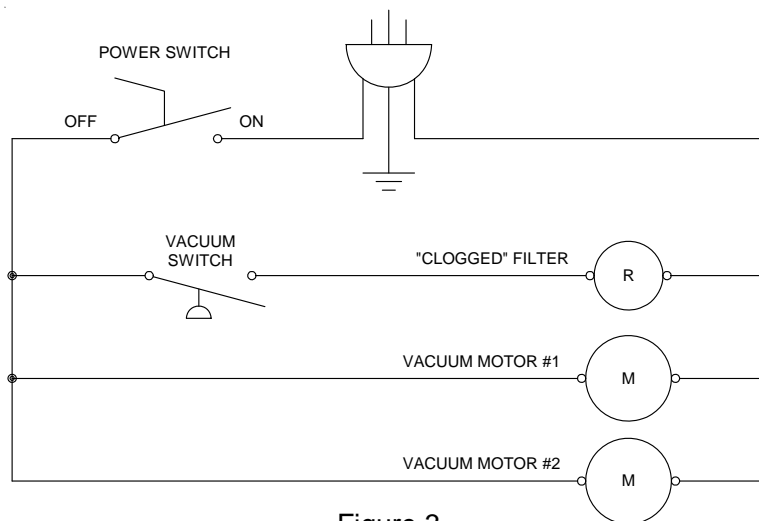 POWER SWITCH
OFF
ON
VACUUM
SWITCH
"CLOGGED" FILTER
R
VACUUM MOTOR #1
M
VACUUM MOTOR #2
M